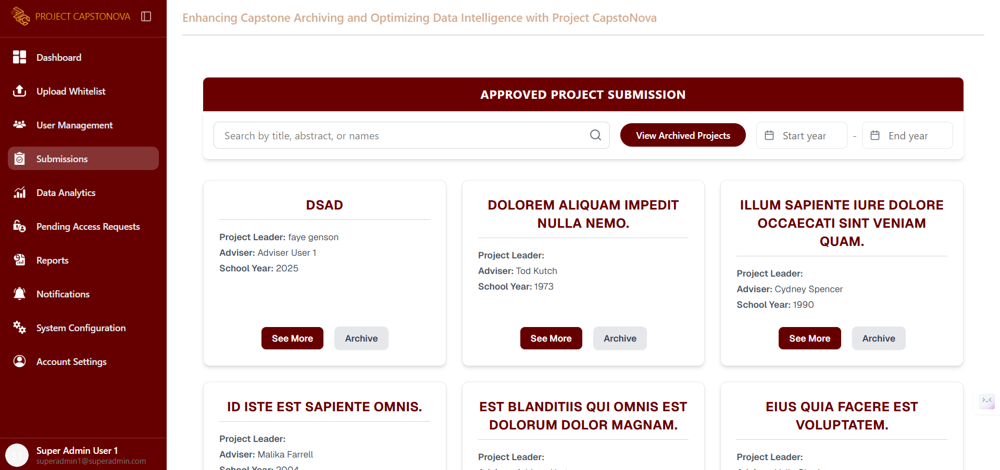 PROJECT CAPSTONOVA
Dashboard
Upload Whitelist
User Management
Submissions
Data Analytics
Pending Access Requests
Reports
Notifications
System Configuration
Account Settings
S1
Super Admin User 1
superadmin1@superadmin.com
Enhancing Capstone Archiving and Optimizing Data Intelligence with Project CapstoNova
APPROVED PROJECT SUBMISSION
Search by title, abstract, or names
View Archived Projects
Start year - End year
DSAD
Project Leader: faye genson
Adviser: Adviser User 1
School Year: 2025
See More Archive
DOLOREM ALIQUAM IMPEDIT
NULLA NEMO.
Project Leader:
Adviser: Tod Kutch
School Year: 1973
See More Archive
ILLUM SAPIENTE IURE DOLORE
OCCAECATI SINT VENIAM
QUAM.
Project Leader:
Adviser: Cydney Spencer
School Year: 1990
See More Archive
ID ISTE EST SAPIENTE OMNIS.
Project Leader:
Adviser: Malika Farrell
School Year: 2004
EST BLANDITIIS QUI OMNIS EST
DOLORUM DOLOR MAGNAM.
Project Leader:
EIUS QUIA FACERE EST
VOLUPTATEM.
Project Leader: